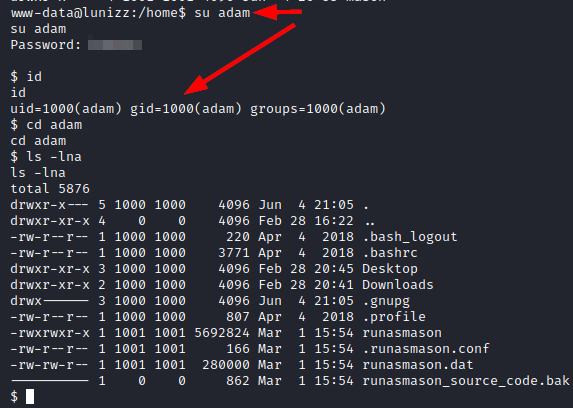 www-data@lunizz:/home$ su adam
su adam
Password:
$ id
id
uid=1000(adam) gid=1000(adam) groups=1000(adam)
$ cd adam
cd adam
$ ls -lna
ls -lna
total 5876
drwxr-x--- 5 1000 1000    4096 Jun  4 21:05 .
drwxr-xr-x 4    0    0    4096 Feb 28 16:22 ..
-rw-r--r-- 1 1000 1000     220 Apr  4  2018 .bash_logout
-rw-r--r-- 1 1000 1000    3771 Apr  4  2018 .bashrc
drwxr-xr-x 3 1000 1000    4096 Feb 28 20:45 Desktop
drwxr-xr-x 2 1000 1000    4096 Feb 28 20:41 Downloads
drwx------ 3 1000 1000    4096 Jun  4 21:05 .gnupg
-rw-r--r-- 1 1000 1000     807 Apr  4  2018 .profile
-rwxrwxr-x 1 1001 1001 5692824 Mar  1 15:54 runasmason
-rw-r--r-- 1 1001 1001     166 Mar  1 15:54 .runasmason.conf
-rw-rw-r-- 1 1001 1001  280000 Mar  1 15:54 runasmason.dat
---------- 1    0    0     862 Mar  1 15:54 runasmason_source_code.bak
$